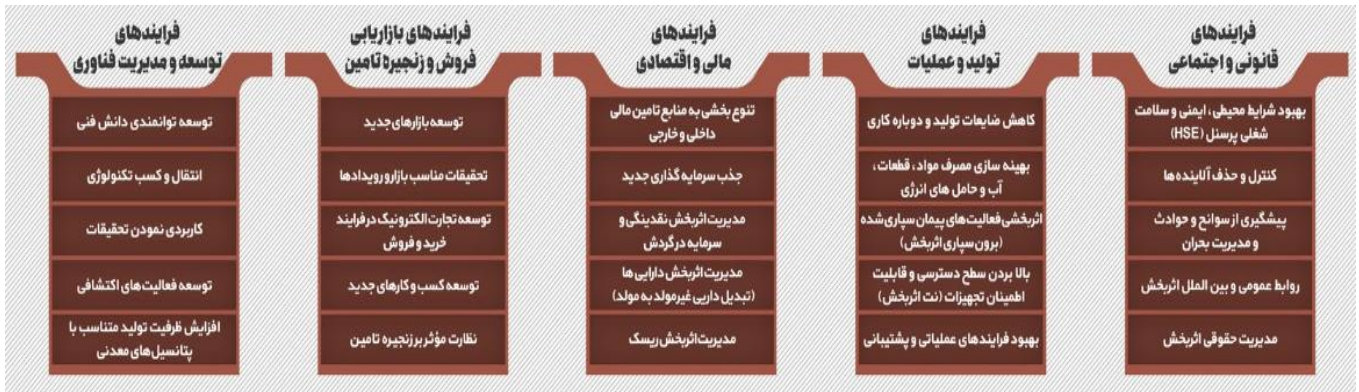 فرایندهای
قانونی و اجتماعی
بهبود شرایط محیطی، ایمنی و سلامت
شغلی پرسنل (HSE)
کنترل و حذف آلاینده‌ها
پیشگیری از سوانح و حوادث
و مدیریت بحران
روابط عمومی و بین الملل اثربخش
مدیریت حقوقی اثربخش
فرایندهای
تولید و عملیات
کاهش ضایعات تولید و دوباره کاری
بهینه سازی مصرف مواد، قطعات،
آب و حامل های انرژی
اثربخشی فعالیت‌های پیمان سپاری شده
(برون سپاری اثربخش)
بالا بردن سطح دسترسی و قابلیت
اطمینان تجهیزات (نت اثربخش)
بهبود فرایندهای عملیاتی و پشتیبانی
فرایندهای
مالی و اقتصادی
تنوع بخشی به منابع تامین مالی
داخلی و خارجی
جذب سرمایه گذاری جدید
مدیریت اثربخش نقدینگی و
سرمایه در گردش
مدیریت اثربخش دارایی ها
(تبدیل داریی غیرمولد به مولد)
مدیریت اثربخش ریسک
فرایندهای بازاریابی
فروش و زنجیره تامین
توسعه بازارهای جدید
تحقیقات مناسب بازار و رویدادها
توسعه تجارت الکترونیک در فرایند
خرید و فروش
توسعه کسب و کارهای جدید
نظارت مؤثر بر زنجیره تامین
فرایندهای
توسعه و مدیریت فناوری
توسعه توانمندی دانش فنی
انتقال و کسب تکنولوژی
کاربردی نمودن تحقیقات
توسعه فعالیت‌های اکتشافی
افزایش ظرفیت تولید متناسب با
پتانسیل‌های معدنی